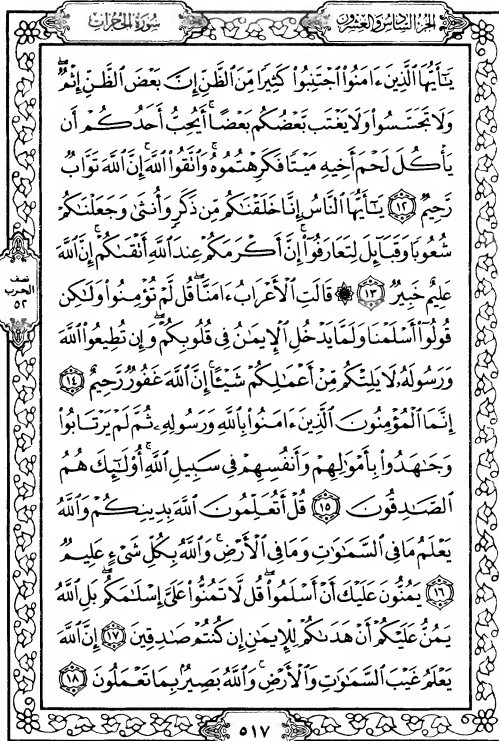 الجزء السادس والعشرون
سورة الحجرات
يَـٰٓأَيُّهَا ٱلَّذِينَ ءَامَنُوا۟ ٱجْتَنِبُوا۟ كَثِيرًا مِّنَ ٱلظَّنِّ إِنَّ بَعْضَ ٱلظَّنِّ إِثْمٌ ۖ
وَلَا تَجَسَّسُوا۟ وَلَا يَغْتَب بَّعْضُكُم بَعْضًا ۚ أَيُحِبُّ أَحَدُكُمْ أَن
يَأْكُلَ لَحْمَ أَخِيهِ مَيْتًا فَكَرِهْتُمُوهُ ۚ وَٱتَّقُوا۟ ٱللَّهَ ۚ إِنَّ ٱللَّهَ تَوَّابٌ
رَّحِيمٌ ١٢ يَـٰٓأَيُّهَا ٱلنَّاسُ إِنَّا خَلَقْنَـٰكُم مِّن ذَكَرٍ وَأُنثَىٰ وَجَعَلْنَـٰكُمْ
شُعُوبًا وَقَبَآئِلَ لِتَعَارَفُوٓا۟ ۚ إِنَّ أَكْرَمَكُمْ عِندَ ٱللَّهِ أَتْقَىٰكُمْ ۚ إِنَّ ٱللَّهَ
عَلِيمٌ خَبِيرٌ ١٣ ۞ قَالَتِ ٱلْأَعْرَابُ ءَامَنَّا ۖ قُل لَّمْ تُؤْمِنُوا۟ وَلَـٰكِن
قُولُوٓا۟ أَسْلَمْنَا وَلَمَّا يَدْخُلِ ٱلْإِيمَـٰنُ فِى قُلُوبِكُمْ ۖ وَإِن تُطِيعُوا۟ ٱللَّهَ
وَرَسُولَهُۥ لَا يَلِتْكُم مِّنْ أَعْمَـٰلِكُمْ شَيْـًٔا ۚ إِنَّ ٱللَّهَ غَفُورٌ رَّحِيمٌ ١٤
إِنَّمَا ٱلْمُؤْمِنُونَ ٱلَّذِينَ ءَامَنُوا۟ بِٱللَّهِ وَرَسُولِهِۦ ثُمَّ لَمْ يَرْتَابُوا۟
وَجَـٰهَدُوا۟ بِأَمْوَٰلِهِمْ وَأَنفُسِهِمْ فِى سَبِيلِ ٱللَّهِ ۚ أُو۟لَـٰٓئِكَ هُمُ
ٱلصَّـٰدِقُونَ ١٥ قُلْ أَتُعَلِّمُونَ ٱللَّهَ بِدِينِكُمْ وَٱللَّهُ
يَعْلَمُ مَا فِى ٱلسَّمَـٰوَٰتِ وَمَا فِى ٱلْأَرْضِ ۚ وَٱللَّهُ بِكُلِّ شَىْءٍ عَلِيمٌ
١٦ يَمُنُّونَ عَلَيْكَ أَنْ أَسْلَمُوا۟ ۖ قُل لَّا تَمُنُّوا۟ عَلَىَّ إِسْلَـٰمَكُم ۖ بَلِ ٱللَّهُ
يَمُنُّ عَلَيْكُمْ أَنْ هَدَىٰكُمْ لِلْإِيمَـٰنِ إِن كُنتُمْ صَـٰدِقِينَ ١٧ إِنَّ ٱللَّهَ
يَعْلَمُ غَيْبَ ٱلسَّمَـٰوَٰتِ وَٱلْأَرْضِ ۚ وَٱللَّهُ بَصِيرٌۢ بِمَا تَعْمَلُونَ ١٨
نصف
الحزب
٥٢
٥١٧